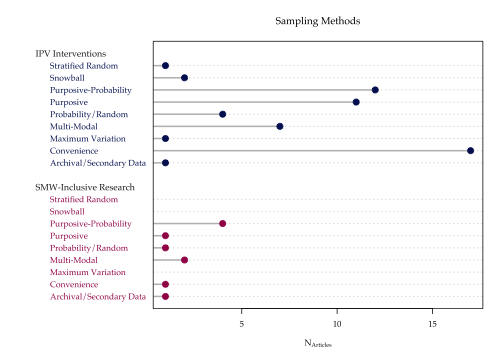 Sampling Methods
IPV Interventions
Stratified Random
Snowball
Purposive-Probability
Purposive
Probability/Random
Multi-Modal
Maximum Variation
Convenience
Archival/Secondary Data
SMW-Inclusive Research
Stratified Random
Snowball
Purposive-Probability
Purposive
Probability/Random
Multi-Modal
Maximum Variation
Convenience
Archival/Secondary Data
5 10 15
NArticles